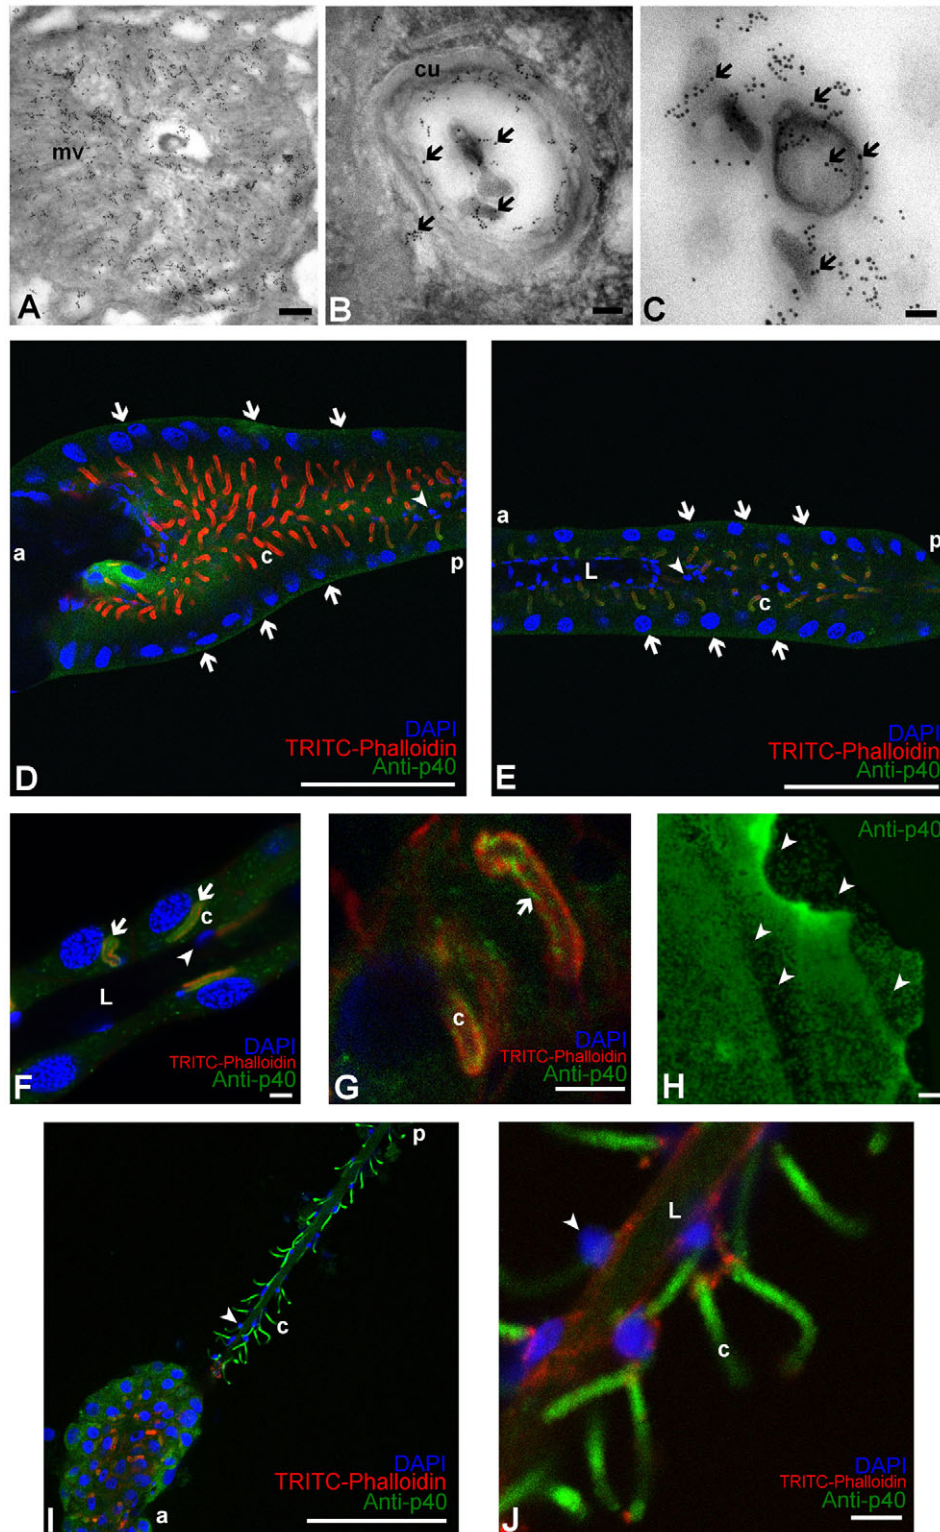 mv
A
cu
B
C
a
c
p
DAPI
TRITC-Phalloidin
Anti-p40
D
a
L
c
p
DAPI
TRITC-Phalloidin
Anti-p40
E
c
L
DAPI
TRITC-Phalloidin
Anti-p40
F
c
DAPI
TRITC-Phalloidin
Anti-p40
G
Anti-p40
H
p
c
a
DAPI
TRITC-Phalloidin
Anti-p40
I
L
c
DAPI
TRITC-Phalloidin
Anti-p40
J